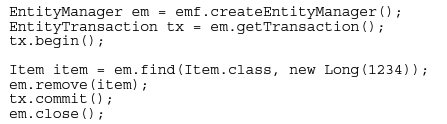 EntityManager em = emf.createEntityManager();
EntityTransaction tx = em.getTransaction();
tx.begin();

Item item = em.find(Item.class, new Long(1234));
em.remove(item);
tx.commit();
em.close();